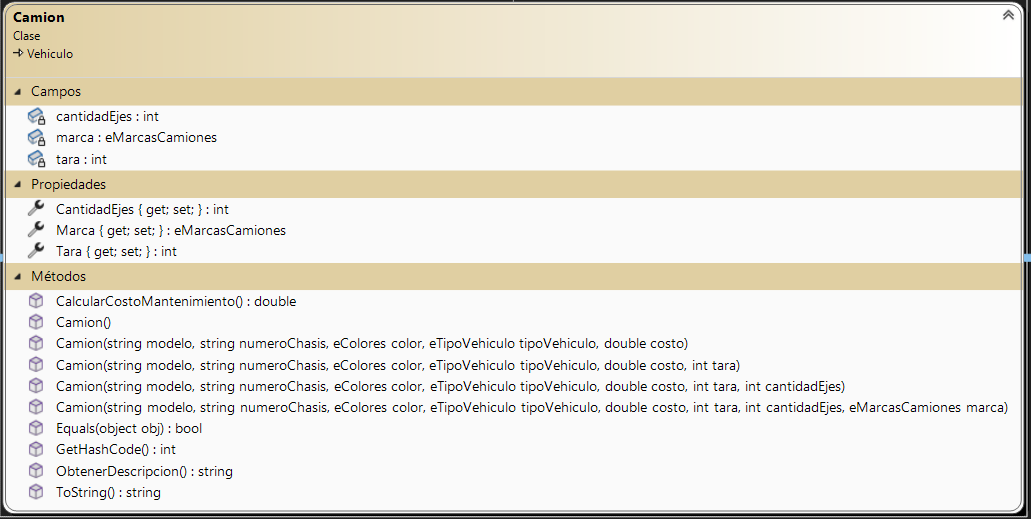 Camion
Clase
Vehiculo
Campos
cantidadEjes : int
marca : eMarcasCamiones
tara : int
Propiedades
CantidadEjes { get; set; } : int
Marca { get; set; } : eMarcasCamiones
Tara { get; set; } : int
Métodos
CalcularCostoMantenimiento() : double
Camion()
Camion(string modelo, string numeroChasis, eColores color, eTipoVehiculo tipoVehiculo, double costo)
Camion(string modelo, string numeroChasis, eColores color, eTipoVehiculo tipoVehiculo, double costo, int tara)
Camion(string modelo, string numeroChasis, eColores color, eTipoVehiculo tipoVehiculo, double costo, int tara, int cantidadEjes)
Camion(string modelo, string numeroChasis, eColores color, eTipoVehiculo tipoVehiculo, double costo, int tara, int cantidadEjes, eMarcasCamiones marca)
Equals(object obj) : bool
GetHashCode() : int
ObtenerDescripcion() : string
ToString() : string